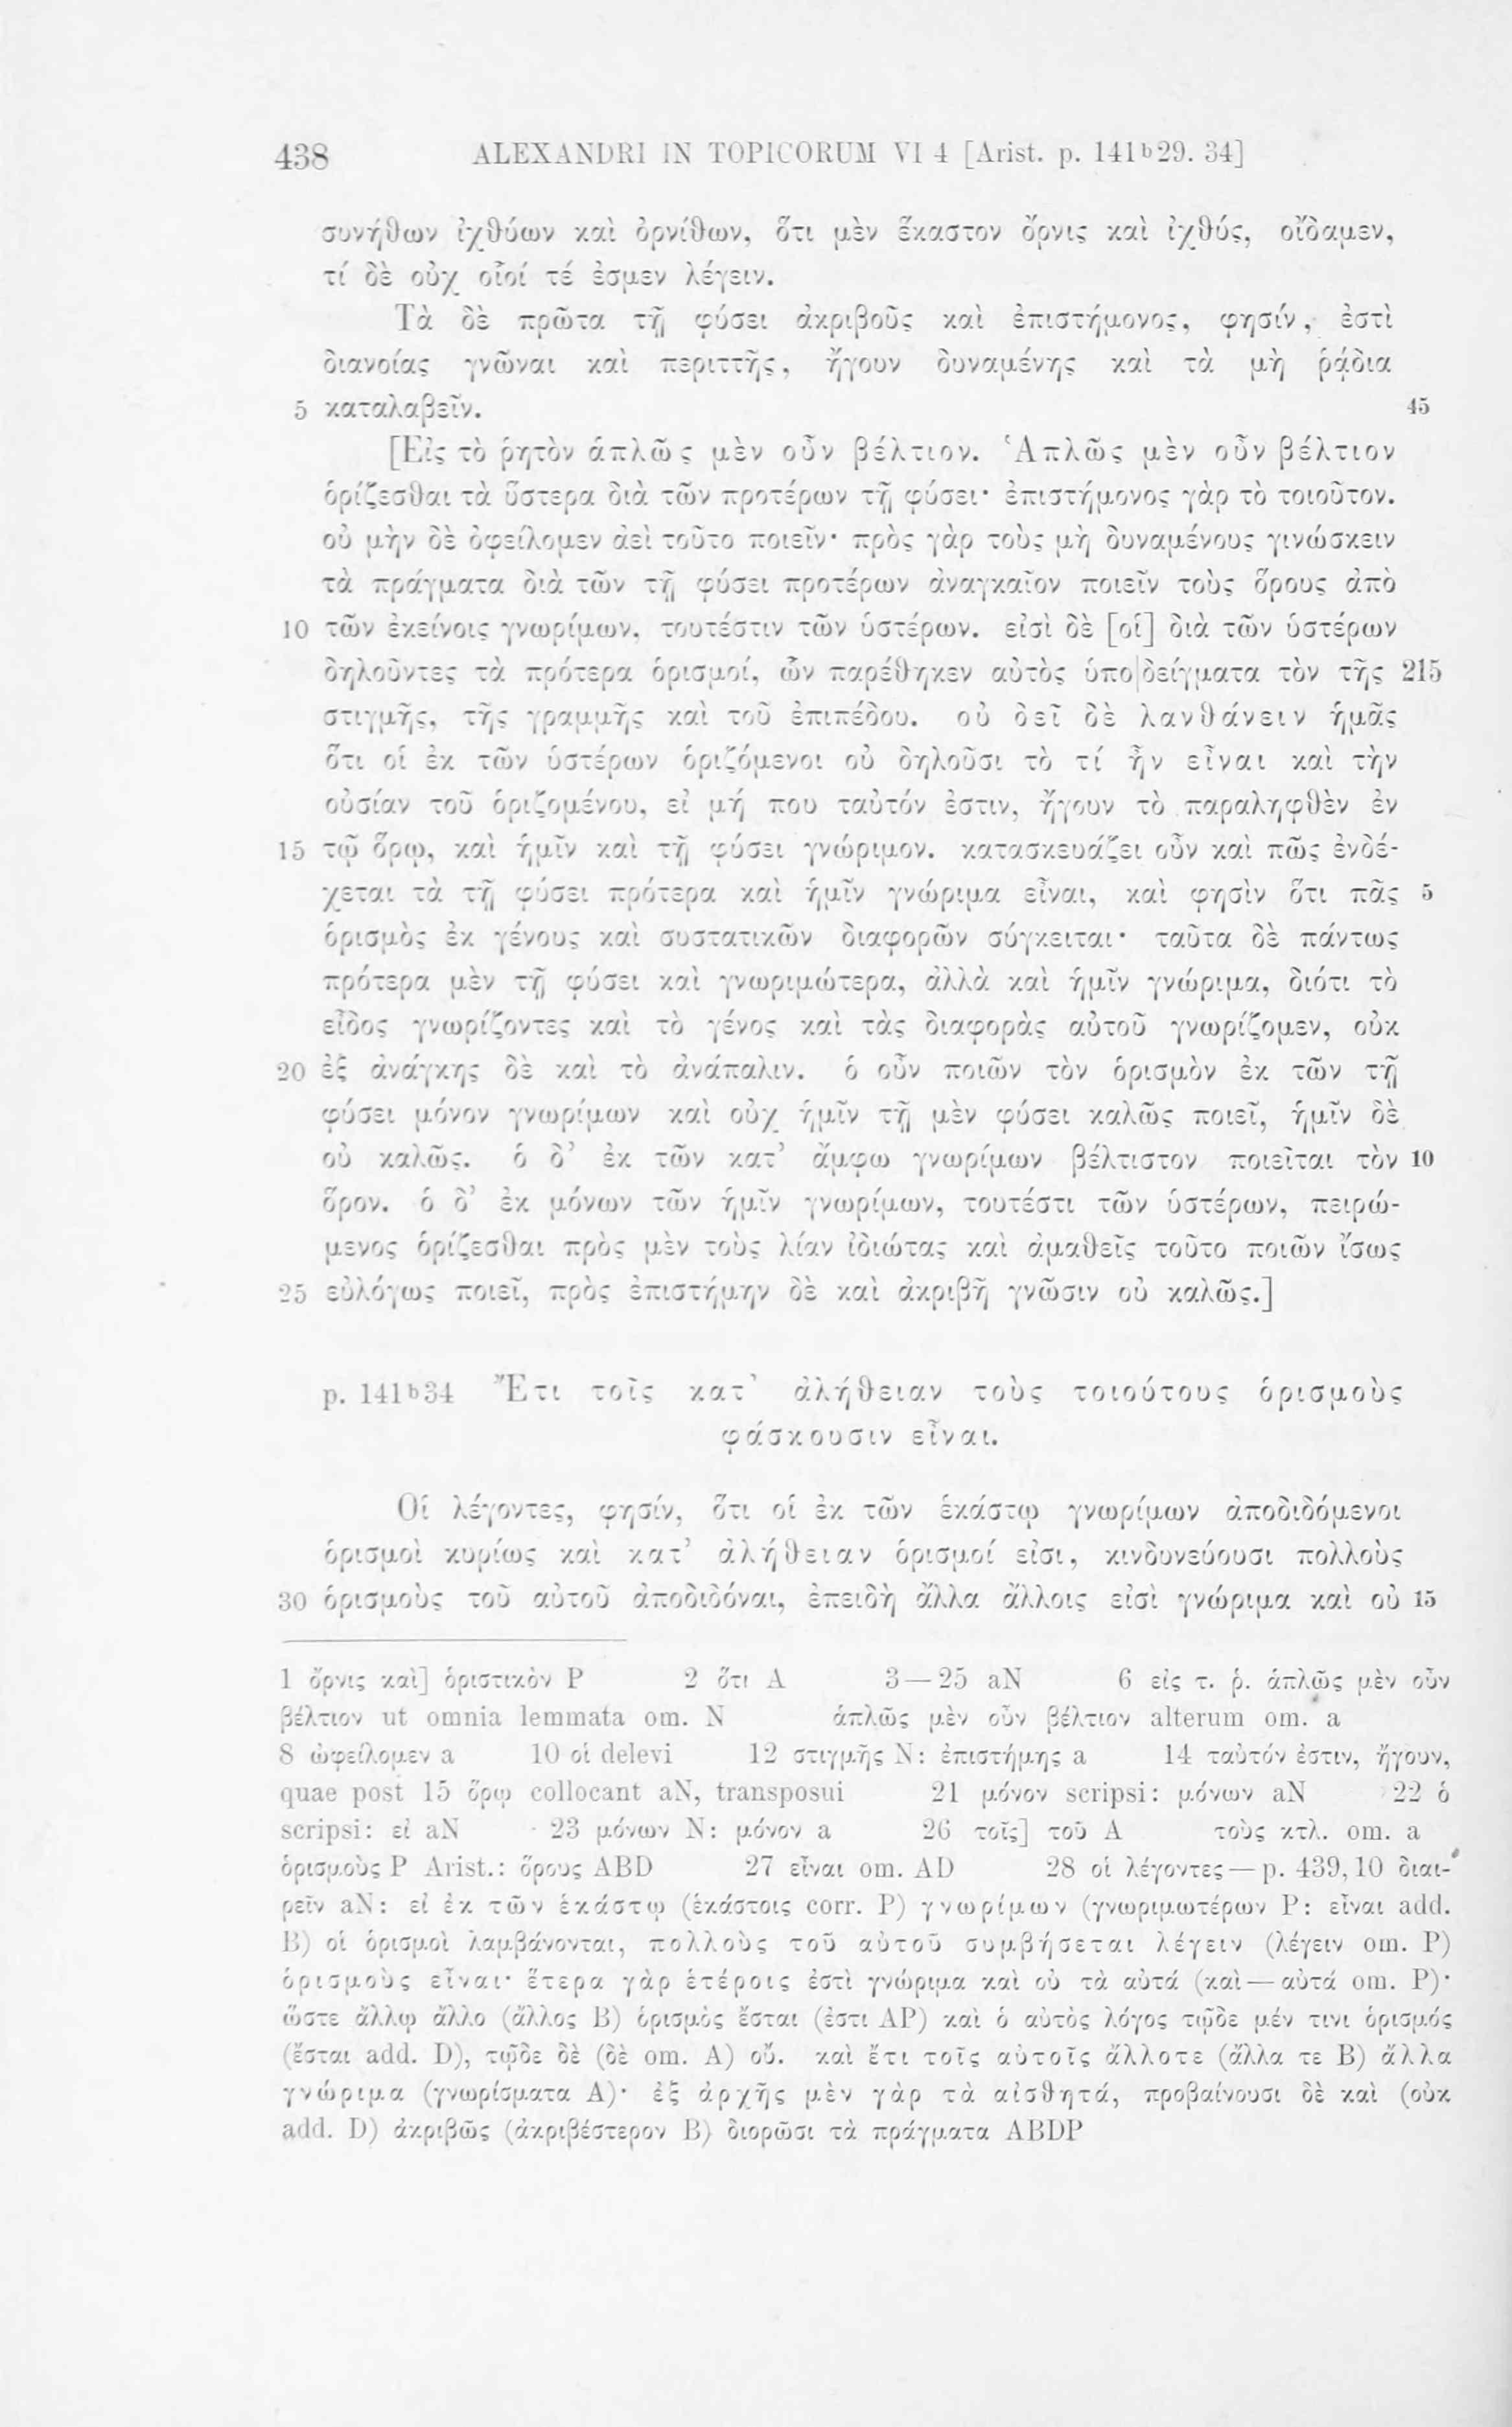 438 ALEXANDRI IN TOPICORUM VI 4 [Arist. p. 141ᵇ29. 34]
συνήθων ἰχθύων καὶ ὀρνίθων, ὅτι μὲν ἕκαστον ὄρνις καὶ ἰχθύς, οἴδαμεν,
τί δὲ οὐχ οἷοί τέ ἐσμεν λέγειν.
Τὰ δὲ πρῶτα τῇ φύσει ἀκριβοῦς καὶ ἐπιστήμονος, φησίν, ἐστὶ
διανοίας γνῶναι καὶ περιττῆς, ἤγουν δυναμένης καὶ τὰ μὴ ῥᾴδια
5 καταλαβεῖν. 45
[Εἰς τὸ ῥητὸν ἁπλῶς μὲν οὖν βέλτιον. Ἁπλῶς μὲν οὖν βέλτιον
ὁρίζεσθαι τὰ ὕστερα διὰ τῶν προτέρων τῇ φύσει· ἐπιστήμονος γὰρ τὸ τοιοῦτον.
οὐ μὴν δὲ ὀφείλομεν ἀεὶ τοῦτο ποιεῖν· πρὸς γὰρ τοὺς μὴ δυναμένους γινώσκειν
τὰ πράγματα διὰ τῶν τῇ φύσει προτέρων ἀναγκαῖον ποιεῖν τοὺς ὅρους ἀπὸ
10 τῶν ἐκείνοις γνωρίμων, τουτέστιν τῶν ὑστέρων. εἰσὶ δὲ [οἱ] διὰ τῶν ὑστέρων
δηλοῦντες τὰ πρότερα ὁρισμοί, ὧν παρέθηκεν αὐτὸς ὑπο|δείγματα τὸν τῆς 215
στιγμῆς, τῆς γραμμῆς καὶ τοῦ ἐπιπέδου. οὐ δεῖ δὲ λανθάνειν ἡμᾶς
ὅτι οἱ ἐκ τῶν ὑστέρων ὁριζόμενοι οὐ δηλοῦσι τὸ τί ἦν εἶναι καὶ τὴν
οὐσίαν τοῦ ὁριζομένου, εἰ μή που ταὐτόν ἐστιν, ἤγουν τὸ παραληφθὲν ἐν
15 τῷ ὅρῳ, καὶ ἡμῖν καὶ τῇ φύσει γνώριμον. κατασκευάζει οὖν καὶ πῶς ἐνδέ-
χεται τὰ τῇ φύσει πρότερα καὶ ἡμῖν γνώριμα εἶναι, καὶ φησὶν ὅτι πᾶς 5
ὁρισμὸς ἐκ γένους καὶ συστατικῶν διαφορῶν σύγκειται· ταῦτα δὲ πάντως
πρότερα μὲν τῇ φύσει καὶ γνωριμώτερα, ἀλλὰ καὶ ἡμῖν γνώριμα, διότι τὸ
εἶδος γνωρίζοντες καὶ τὸ γένος καὶ τὰς διαφορὰς αὐτοῦ γνωρίζομεν, οὐκ
20 ἐξ ἀνάγκης δὲ καὶ τὸ ἀνάπαλιν. ὁ οὖν ποιῶν τὸν ὁρισμὸν ἐκ τῶν τῇ
φύσει μόνον γνωρίμων καὶ οὐχ ἡμῖν τῇ μὲν φύσει καλῶς ποιεῖ, ἡμῖν δὲ
οὐ καλῶς. ὁ δ᾽ ἐκ τῶν κατ᾽ ἄμφω γνωρίμων βέλτιστον ποιεῖται τὸν 10
ὅρον. ὁ δ᾽ ἐκ μόνων τῶν ἡμῖν γνωρίμων, τουτέστι τῶν ὑστέρων, πειρώ-
μενος ὁρίζεσθαι πρὸς μὲν τοὺς λίαν ἰδιώτας καὶ ἀμαθεῖς τοῦτο ποιῶν ἴσως
25 εὐλόγως ποιεῖ, πρὸς ἐπιστήμην δὲ καὶ ἀκριβῆ γνῶσιν οὐ καλῶς.]
p. 141ᵇ34 Ἔτι τοῖς κατ᾽ ἀλήθειαν τοὺς τοιούτους ὁρισμοὺς
φάσκουσιν εἶναι.
Οἱ λέγοντες, φησίν, ὅτι οἱ ἐκ τῶν ἑκάστῳ γνωρίμων ἀποδιδόμενοι
ὁρισμοὶ κυρίως καὶ κατ᾽ ἀλήθειαν ὁρισμοί εἰσι, κινδυνεύουσι πολλοὺς
30 ὁρισμοὺς τοῦ αὐτοῦ ἀποδιδόναι, ἐπειδὴ ἄλλα ἄλλοις εἰσὶ γνώριμα καὶ οὐ 15
1 ὄρνις καὶ] ὁριστικὸν P 2 ὅτι A 3—25 aN 6 εἰς τ. ῥ. ἁπλῶς μὲν οὖν
βέλτιον ut omnia lemmata om. N ἁπλῶς μὲν οὖν βέλτιον alterum om. a
8 ὠφείλομεν a 10 οἱ delevi 12 στιγμῆς N: ἐπιστήμης a 14 ταὐτόν ἐστιν, ἤγουν,
quae post 15 ὅρῳ collocant aN, transposui 21 μόνον scripsi: μόνων aN 22 ὁ
scripsi: εἰ aN 23 μόνων N: μόνον a 26 τοῖς] τοῦ A τοὺς κτλ. om. a
ὁρισμοὺς P Arist.: ὅρους ABD 27 εἶναι om. AD 28 οἱ λέγοντες—p. 439,10 διαι-
ρεῖν aN: εἰ ἐκ τῶν ἑκάστῳ (ἑκάστοις corr. P) γνωρίμων (γνωριμωτέρων P: εἶναι add.
B) οἱ ὁρισμοὶ λαμβάνονται, πολλοὺς τοῦ αὐτοῦ συμβήσεται λέγειν (λέγειν om. P)
ὁρισμοὺς εἶναι· ἕτερα γὰρ ἑτέροις ἐστὶ γνώριμα καὶ οὐ τὰ αὐτά (καὶ—αὐτά om. P)·
ὥστε ἄλλῳ ἄλλο (ἄλλος B) ὁρισμὸς ἔσται (ἐστι AP) καὶ ὁ αὐτὸς λόγος τῷδε μέν τινι ὁρισμός
(ἔσται add. D), τῷδε δὲ (δὲ om. A) οὔ. καὶ ἔτι τοῖς αὐτοῖς ἄλλοτε (ἄλλα τε B) ἄλλα
γνώριμα (γνωρίσματα A)· ἐξ ἀρχῆς μὲν γὰρ τὰ αἰσθητά, προβαίνουσι δὲ καὶ (οὐκ
add. D) ἀκριβῶς (ἀκριβέστερον B) διορῶσι τὰ πράγματα ABDP